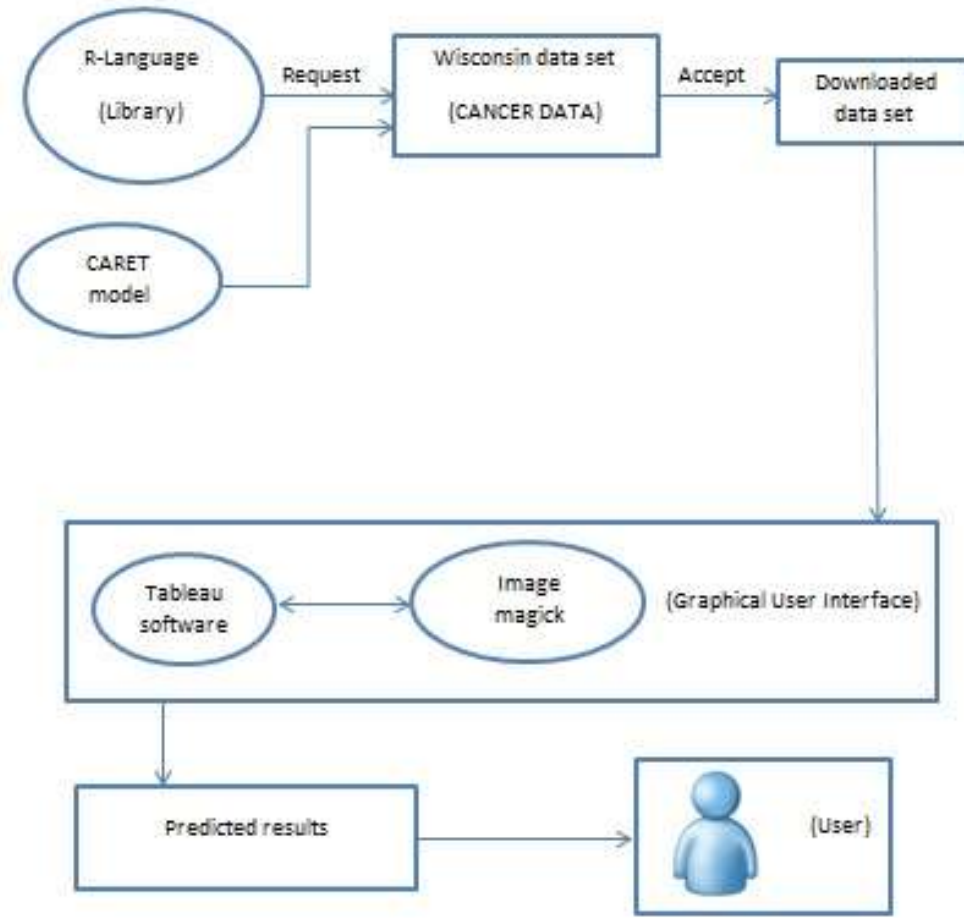 R-Language
(Library)
Request
Wisconsin data set
(CANCER DATA)
Accept
Downloaded
data set
CARET
model
Tableau
software
Image
magick
(Graphical User Interface)
Predicted results
(User)